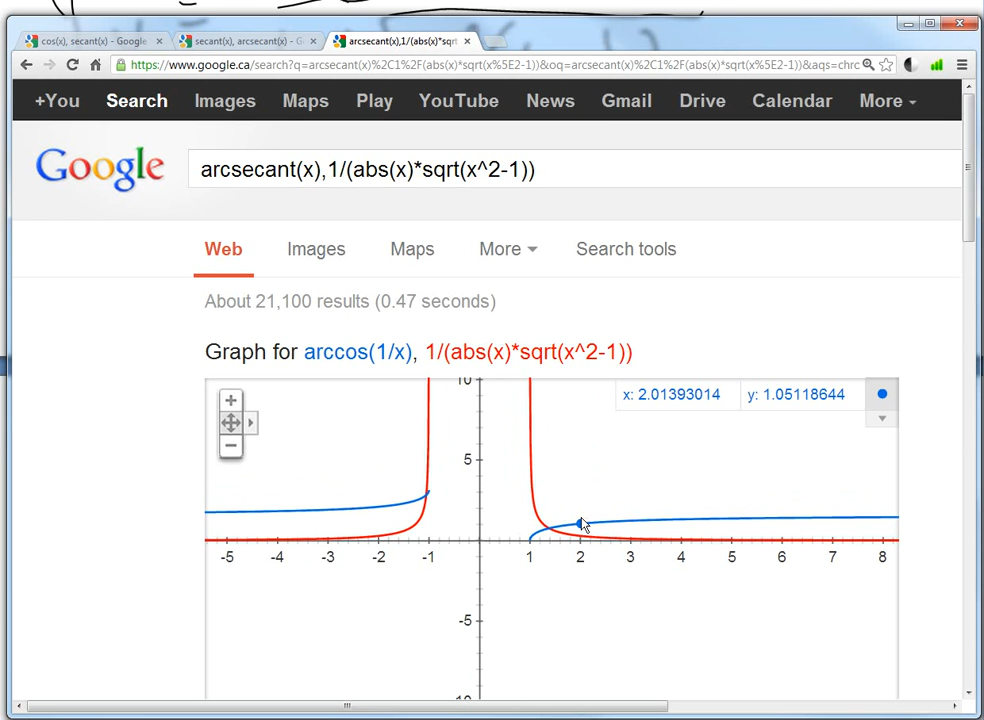 cos(x), secant(x) - Google
secant(x), arcsecant(x) - G
arcsecant(x),1/(abs(x)*sqrt
https://www.google.ca/search?q=arcsecant(x)%2C1%2F(abs(x)*sqrt(x%5E2-1))&oq=arcsecant(x)%2C1%2F(abs(x)*sqrt(x%5E2-1))&aqs=chrc
+You Search Images Maps Play YouTube News Gmail Drive Calendar More
Google
arcsecant(x),1/(abs(x)*sqrt(x^2-1))
Web Images Maps More Search tools
About 21,100 results (0.47 seconds)
Graph for arccos(1/x), 1/(abs(x)*sqrt(x^2-1))
x: 2.01393014 y: 1.05118644
10
5
-5 -4 -3 -2 -1 1 2 3 4 5 6 7 8
-5
-10